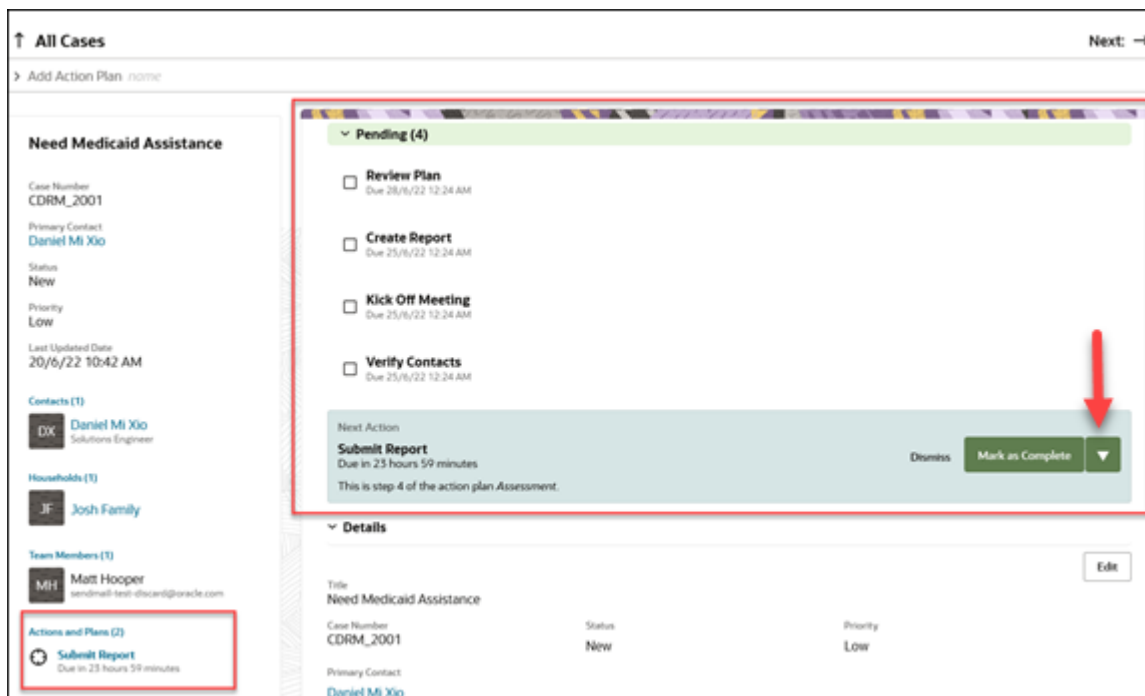 ↑ All Cases
Next:
> Add Action Plan name
Need Medicaid Assistance
Case Number
CDRM_2001
Primary Contact
Daniel Mi Xio
Status
New
Priority
Low
Last Updated Date
20/6/22 10:42 AM
Contacts (1)
DX
Daniel Mi Xio
Solutions Engineer
Households (1)
JF
Josh Family
Team Members (1)
MH
Matt Hooper
sendmail-test-discard@oracle.com
Actions and Plans (2)
Submit Report
Due in 23 hours 59 minutes
Pending (4)
Review Plan
Due 28/6/22 12:24 AM
Create Report
Due 25/6/22 12:24 AM
Kick Off Meeting
Due 25/6/22 12:24 AM
Verify Contacts
Due 25/6/22 12:24 AM
Next Action
Submit Report
Due in 23 hours 59 minutes
This is step 4 of the action plan Assessment.
Dismiss
Mark as Complete
Details
Edit
Title
Need Medicaid Assistance
Case Number
CDRM_2001
Status
New
Priority
Low
Primary Contact
Daniel Mi Xio